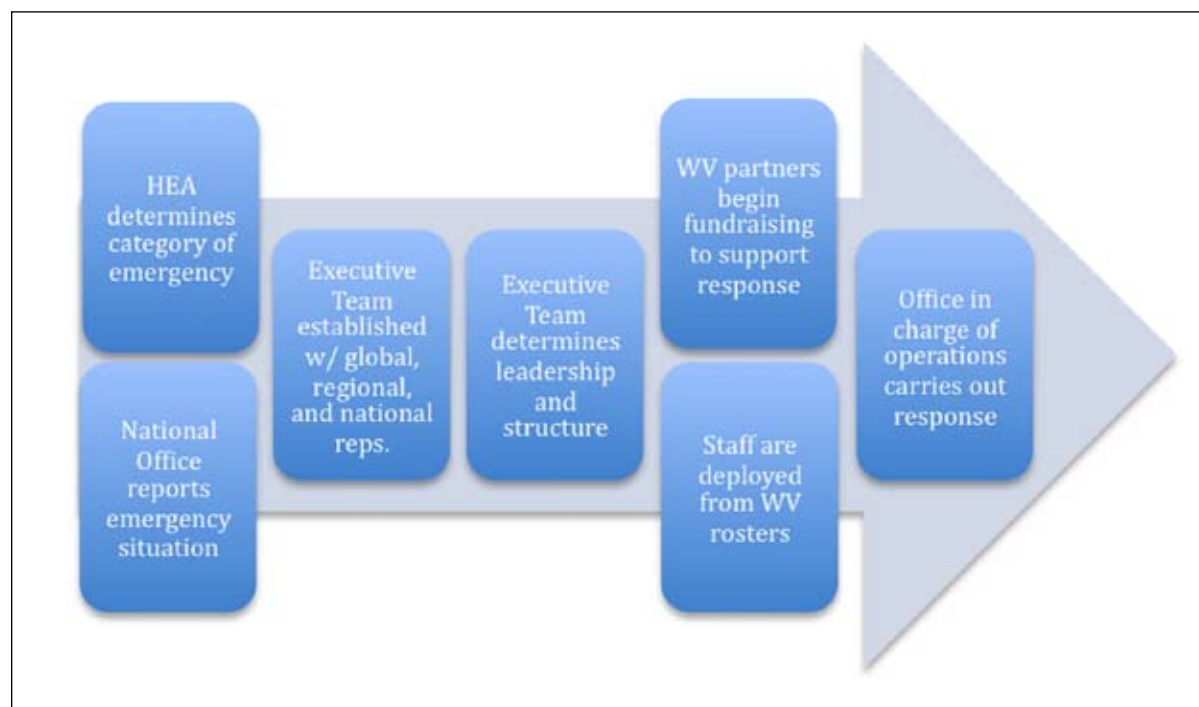 HEA
determines
category of
emergency
National
Office
reports
emergency
situation
Executive
Team
established
w/ global,
regional,
and national
reps.
Executive
Team
determines
leadership
and
structure
WV partners
begin
fundraising
to support
response
Staff are
deployed
from WV
rosters
Office in
charge of
operations
carries out
response